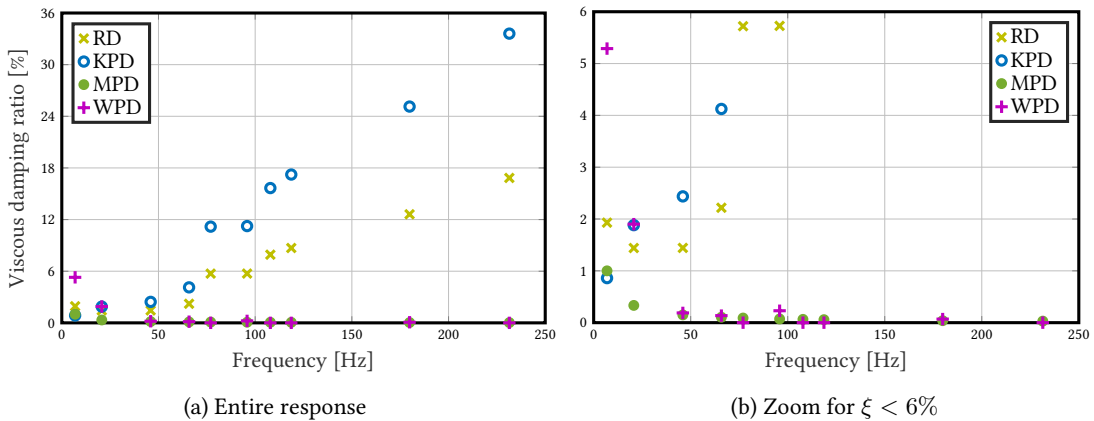 36
30
24
18
12
6
0
0 50 100 150 200 250
Viscous damping ratio [%]
Frequency [Hz]
RD
KPD
MPD
WPD
(a) Entire response
6
5
4
3
2
1
0
0 50 100 150 200 250
Frequency [Hz]
RD
KPD
MPD
WPD
(b) Zoom for ξ < 6%